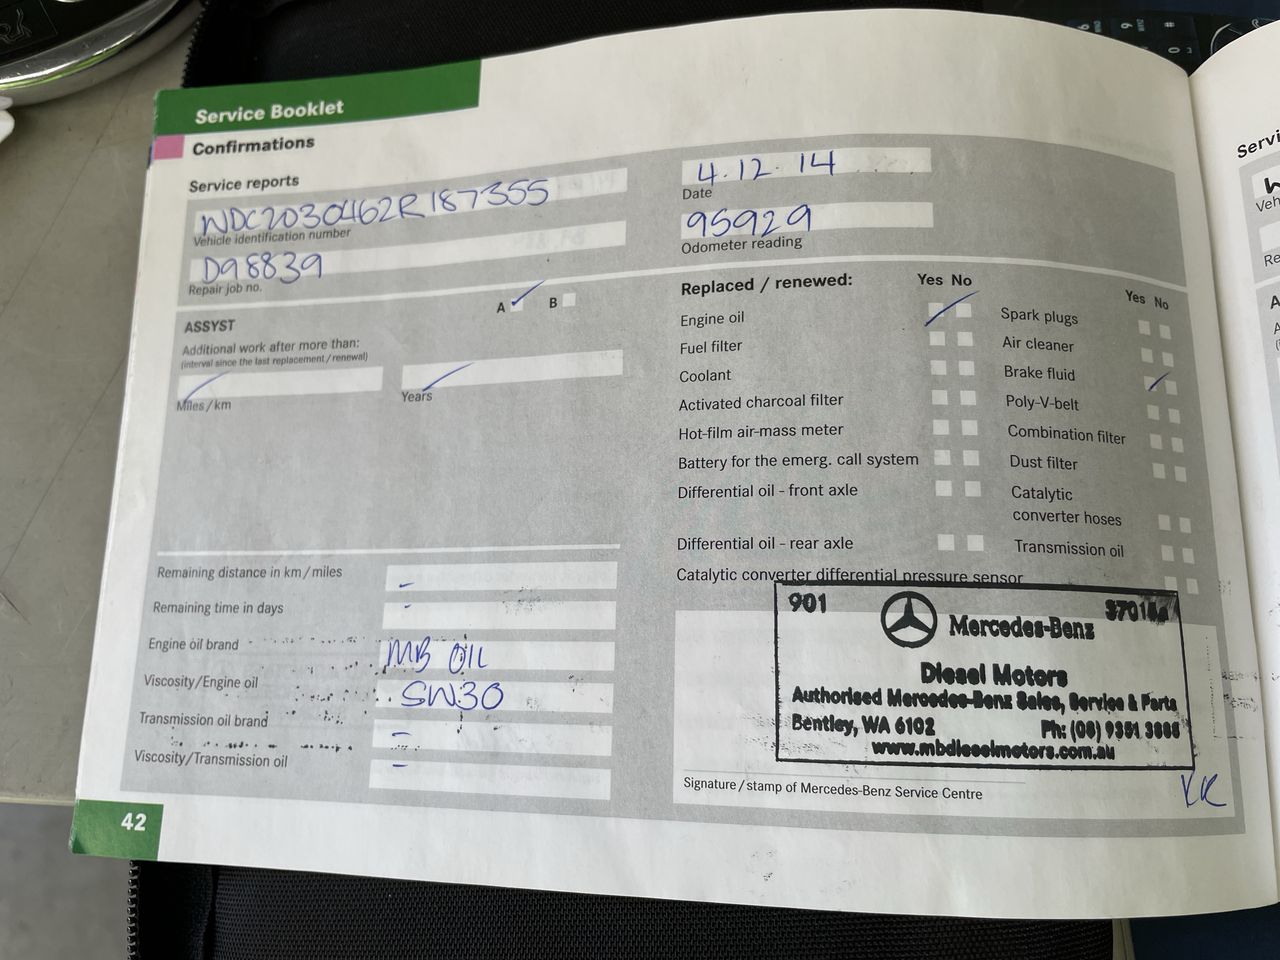 Service Booklet
Confirmations
Service reports
WDC2030462R187355
Vehicle identification number
D98839
Repair job no.
4.12.14
Date
95929
Odometer reading
ASSYST
A B
Additional work after more than:
(interval since the last replacement/renewal)
Miles/km
Years
Remaining distance in km/miles -
Remaining time in days -
Engine oil brand MB OIL
Viscosity/Engine oil 5W30
Transmission oil brand -
Viscosity/Transmission oil -
42
Replaced / renewed: Yes No
Engine oil
Fuel filter
Coolant
Activated charcoal filter
Hot-film air-mass meter
Battery for the emerg. call system
Differential oil - front axle
Differential oil - rear axle
Catalytic converter differential pressure sensor
Yes No
Spark plugs
Air cleaner
Brake fluid
Poly-V-belt
Combination filter
Dust filter
Catalytic
converter hoses
Transmission oil
901
Mercedes-Benz
Diesel Motors
Authorised Mercedes-Benz Sales, Service & Parts
Bentley, WA 6102
www.mbdieselmotors.com.au
Signature/stamp of Mercedes-Benz Service Centre